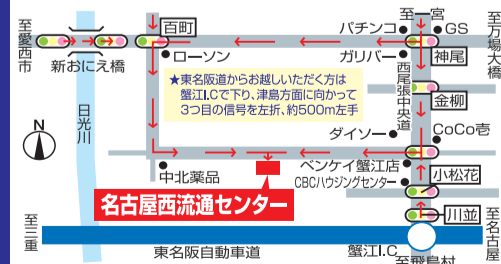 至一宮
至愛西市
百町
パチンコ
GS
至万場大橋
新おにえ橋
ローソン
ガリバー
神尾
★東名阪道からお越しいただく方は
蟹江I.Cで下り、津島方面に向かって
3つ目の信号を左折、約500m左手
西尾張中央道
金柳
日光川
N
ダイソー
CoCo壱
中北薬品
ベンケイ蟹江店
CBCハウジングセンター
小松花
名古屋西流通センター
川並
至三重
東名阪自動車道
蟹江I.C
至名古屋
至飛島村